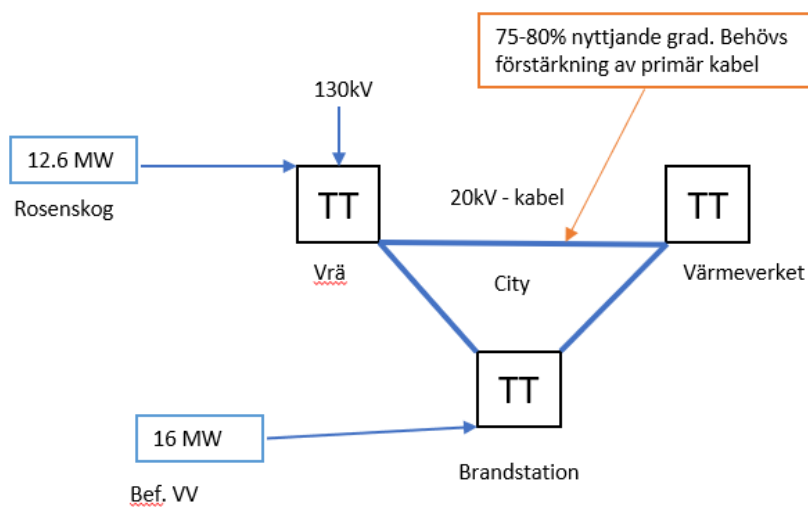 75-80% nyttjande grad. Behövs
förstärkning av primär kabel
130kV
12.6 MW
Rosenskog
TT
Vrä
20kV - kabel
TT
Värmeverket
City
TT
Brandstation
16 MW
Bef. VV